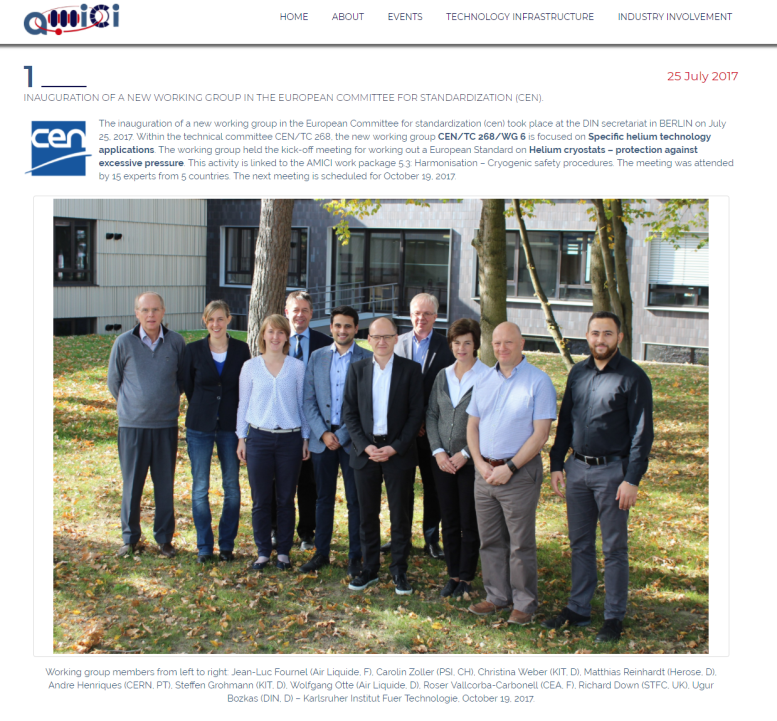 aMICI
HOME ABOUT EVENTS TECHNOLOGY INFRASTRUCTURE INDUSTRY INVOLVEMENT
1 ____
25 July 2017
INAUGURATION OF A NEW WORKING GROUP IN THE EUROPEAN COMMITTEE FOR STANDARDIZATION (CEN).
cen
The inauguration of a new working group in the European Committee for standardization (cen) took place at the DIN secretariat in BERLIN on July
25, 2017. Within the technical committee CEN/TC 268, the new working group CEN/TC 268/WG 6 is focused on Specific helium technology
applications. The working group held the kick-off meeting for working out a European Standard on Helium cryostats – protection against
excessive pressure. This activity is linked to the AMICI work package 5.3: Harmonisation – Cryogenic safety procedures. The meeting was attended
by 15 experts from 5 countries. The next meeting is scheduled for October 19, 2017.
Working group members from left to right: Jean-Luc Fournel (Air Liquide, F), Carolin Zoller (PSI, CH), Christina Weber (KIT, D), Matthias Reinhardt (Herose, D),
Andre Henriques (CERN, PT), Steffen Grohmann (KIT, D), Wolfgang Otte (Air Liquide, D), Roser Vallcorba-Carbonell (CEA, F), Richard Down (STFC, UK), Ugur
Bozkas (DIN, D) – Karlsruher Institut Fuer Technologie, October 19, 2017.